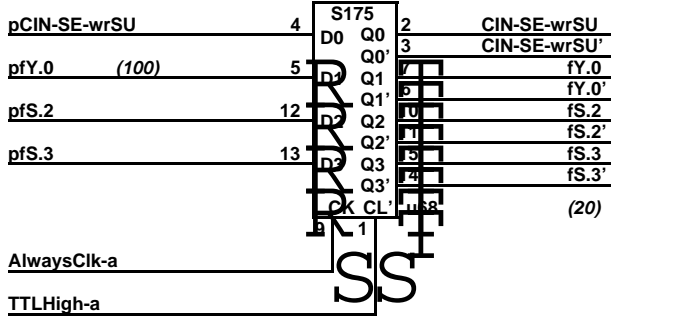 S175
pCIN-SE-wrSU 4 D0 Q0 2 CIN-SE-wrSU
Q0' 3 CIN-SE-wrSU'
pfY.0 (100) 5 D1 Q1 7 fY.0
Q1' 6 fY.0'
pfS.2 12 D2 Q2 10 fS.2
Q2' 11 fS.2'
pfS.3 13 D3 Q3 15 fS.3
Q3' 14 fS.3'
CK CL' u68 (20)
9 1
AlwaysClk-a
TTLHigh-a
SS